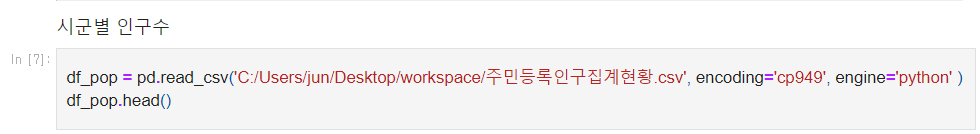 시군별 인구수
In [7]:
df_pop = pd.read_csv('C:/Users/jun/Desktop/workspace/주민등록인구집계현황.csv', encoding='cp949', engine='python' )
df_pop.head()